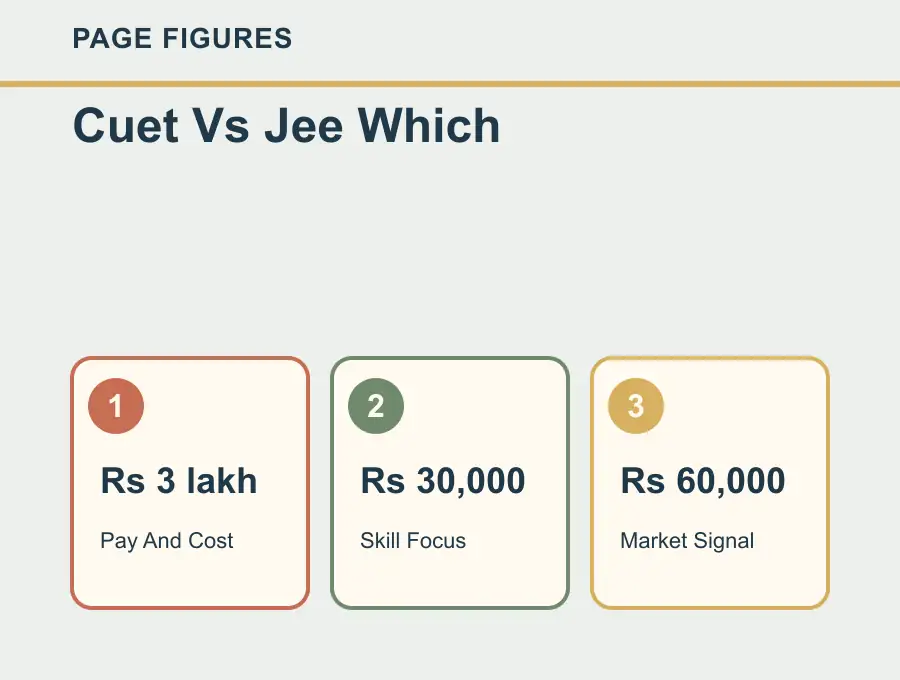 PAGE FIGURES
Cuet Vs Jee Which
1
Rs 3 lakh
Pay And Cost
2
Rs 30,000
Skill Focus
3
Rs 60,000
Market Signal